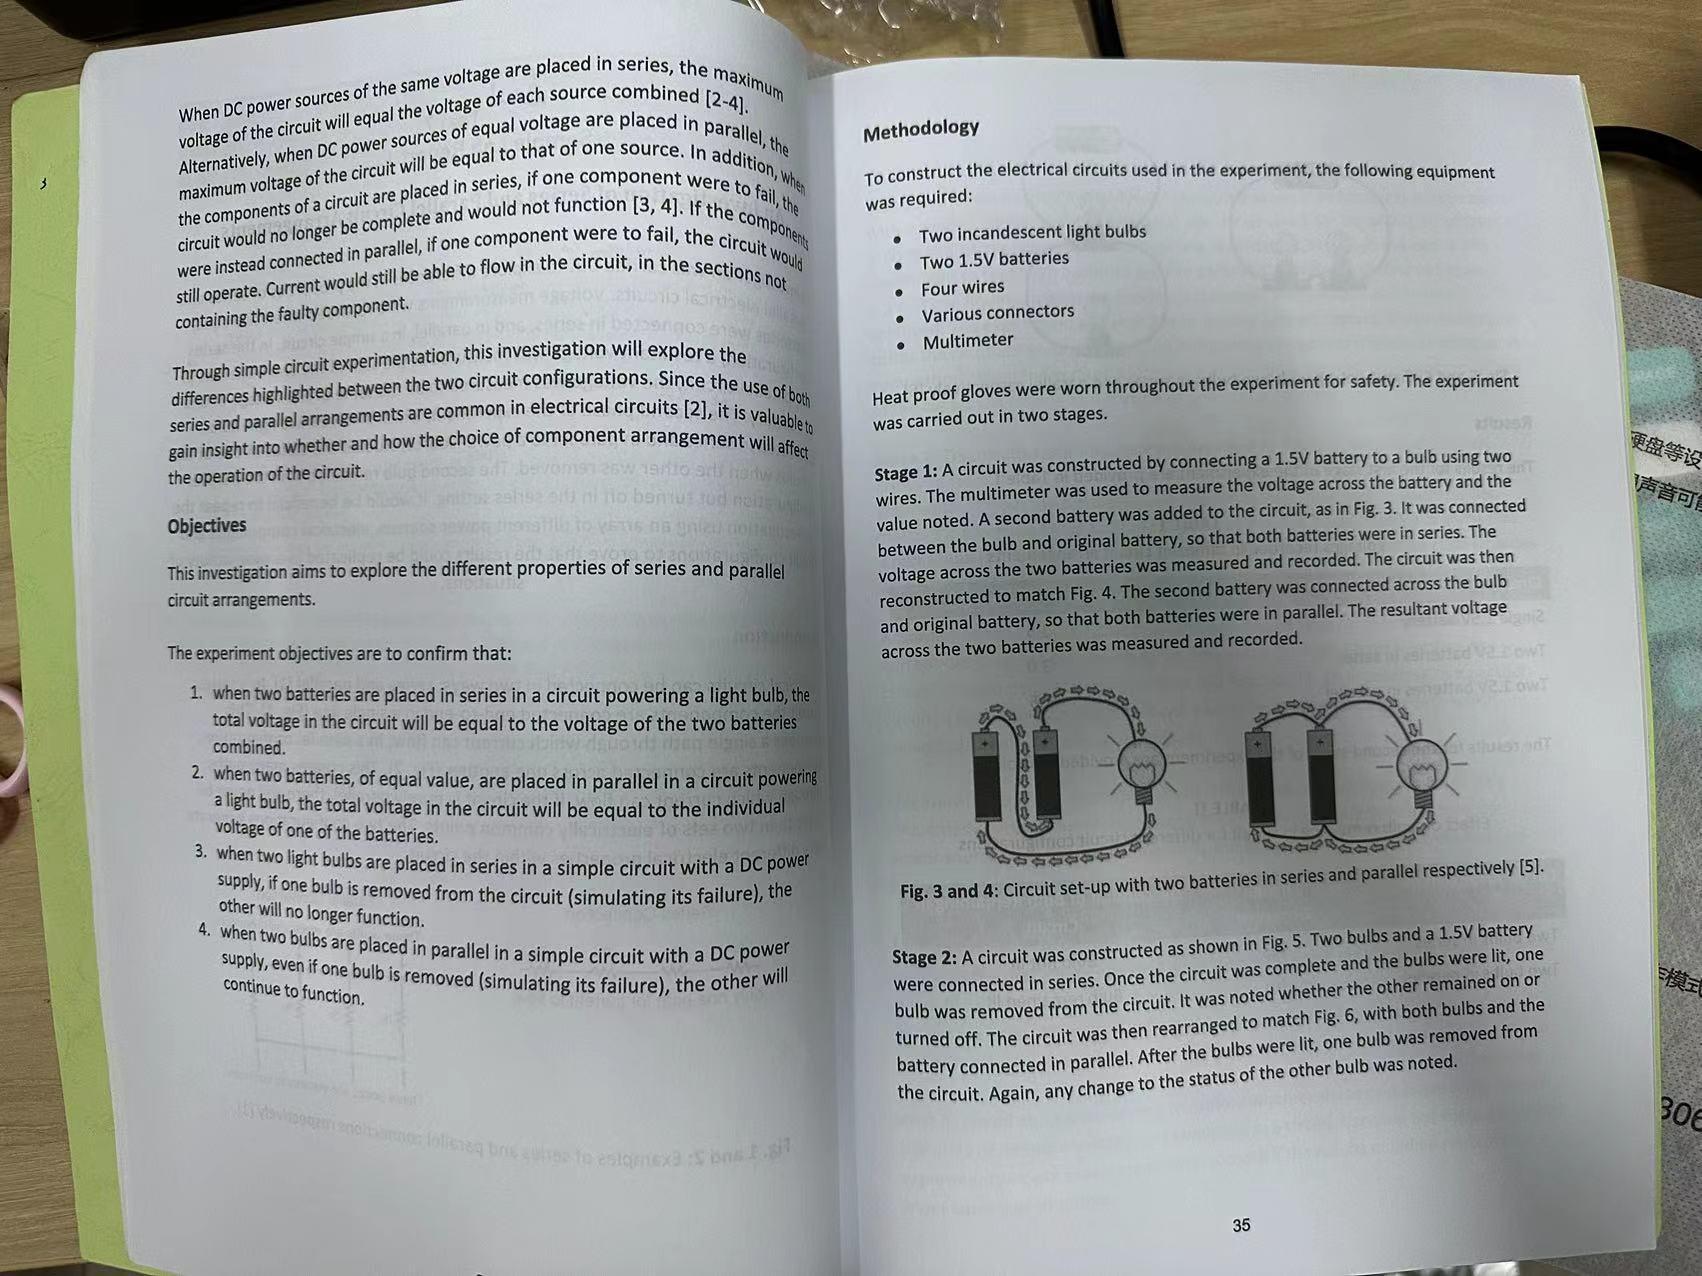 When DC power sources of the same voltage are placed in series, the maximum
voltage of the circuit will equal the voltage of each source combined [2-4].
Alternatively, when DC power sources of equal voltage are placed in parallel, the
maximum voltage of the circuit will be equal to that of one source. In addition, when
the components of a circuit are placed in series, if one component were to fail, the
circuit would no longer be complete and would not function [3, 4]. If the components
were instead connected in parallel, if one component were to fail, the circuit would
still operate. Current would still be able to flow in the circuit, in the sections not
containing the faulty component.
Through simple circuit experimentation, this investigation will explore the
differences highlighted between the two circuit configurations. Since the use of both
series and parallel arrangements are common in electrical circuits [2], it is valuable to
gain insight into whether and how the choice of component arrangement will affect
the operation of the circuit.
Objectives
This investigation aims to explore the different properties of series and parallel
circuit arrangements.
The experiment objectives are to confirm that:
1. when two batteries are placed in series in a circuit powering a light bulb, the
total voltage in the circuit will be equal to the voltage of the two batteries
combined.
2. when two batteries, of equal value, are placed in parallel in a circuit powering
a light bulb, the total voltage in the circuit will be equal to the individual
voltage of one of the batteries.
3. when two light bulbs are placed in series in a simple circuit with a DC power
supply, if one bulb is removed from the circuit (simulating its failure), the
other will no longer function.
4. when two bulbs are placed in parallel in a simple circuit with a DC power
supply, even if one bulb is removed (simulating its failure), the other will
continue to function.
Methodology
To construct the electrical circuits used in the experiment, the following equipment
was required:
• Two incandescent light bulbs
• Two 1.5V batteries
• Four wires
• Various connectors
• Multimeter
Heat proof gloves were worn throughout the experiment for safety. The experiment
was carried out in two stages.
Stage 1: A circuit was constructed by connecting a 1.5V battery to a bulb using two
wires. The multimeter was used to measure the voltage across the battery and the
value noted. A second battery was added to the circuit, as in Fig. 3. It was connected
between the bulb and original battery, so that both batteries were in series. The
voltage across the two batteries was measured and recorded. The circuit was then
reconstructed to match Fig. 4. The second battery was connected across the bulb
and original battery, so that both batteries were in parallel. The resultant voltage
across the two batteries was measured and recorded.
+ + + +
Fig. 3 and 4: Circuit set-up with two batteries in series and parallel respectively [5].
Stage 2: A circuit was constructed as shown in Fig. 5. Two bulbs and a 1.5V battery
were connected in series. Once the circuit was complete and the bulbs were lit, one
bulb was removed from the circuit. It was noted whether the other remained on or
turned off. The circuit was then rearranged to match Fig. 6, with both bulbs and the
battery connected in parallel. After the bulbs were lit, one bulb was removed from
the circuit. Again, any change to the status of the other bulb was noted.
35
硬盘等设
声音可
模式
306